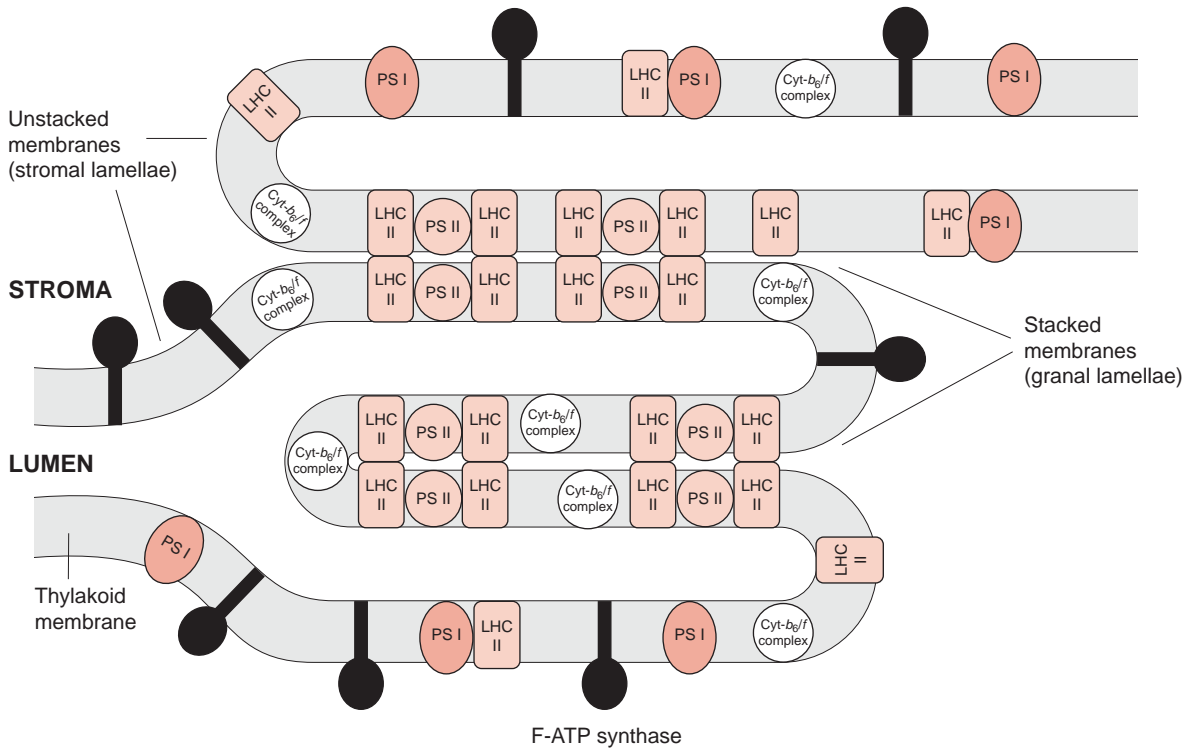 PS I
LHC
II
PS I
Cyt-b6/f
complex
PS I
LHC
II
Unstacked
membranes
(stromal lamellae)
Cyt-b6/f
complex
LHC
II
PS II
LHC
II
LHC
II
PS II
LHC
II
LHC
II
LHC
II
PS I
STROMA
Cyt-b6/f
complex
LHC
II
PS II
LHC
II
LHC
II
PS II
LHC
II
Cyt-b6/f
complex
Stacked
membranes
(granal lamellae)
LHC
II
PS II
LHC
II
Cyt-b6/f
complex
LHC
II
PS II
LHC
II
LUMEN
Cyt-b6/f
complex
LHC
II
PS II
LHC
II
Cyt-b6/f
complex
LHC
II
PS II
LHC
II
PS I
LHC
II
Thylakoid
membrane
PS I
LHC
II
PS I
Cyt-b6/f
complex
F-ATP synthase